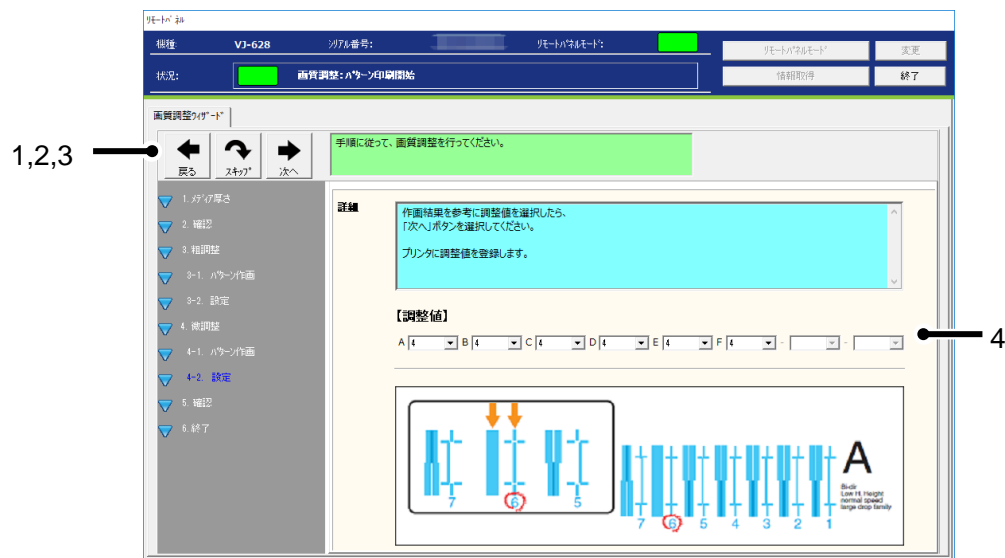 リモートパネル
機種: VJ-628 シリアル番号: リモートパネルモード: リモートパネルモード 変更
状況: 画質調整:パターン印刷開始 情報取得 終了
画質調整ウィザード
1,2,3
戻る スキップ 次へ
手順に従って、画質調整を行ってください。
1. メディア厚さ
2. 確認
3. 粗調整
3-1. パターン作画
3-2. 設定
4. 微調整
4-1. パターン作画
4-2. 設定
5. 確認
6. 終了
詳細
作画結果を参考に調整値を選択したら、
「次へ」ボタンを選択してください。
プリンタに調整値を登録します。
【調整値】
A 4 B 4 C 4 D 4 E 4 F 4 - -
4
7 6 5
7 6 5 4 3 2 1
A
Bi-dir
Low H, Height
normal speed
large drop family